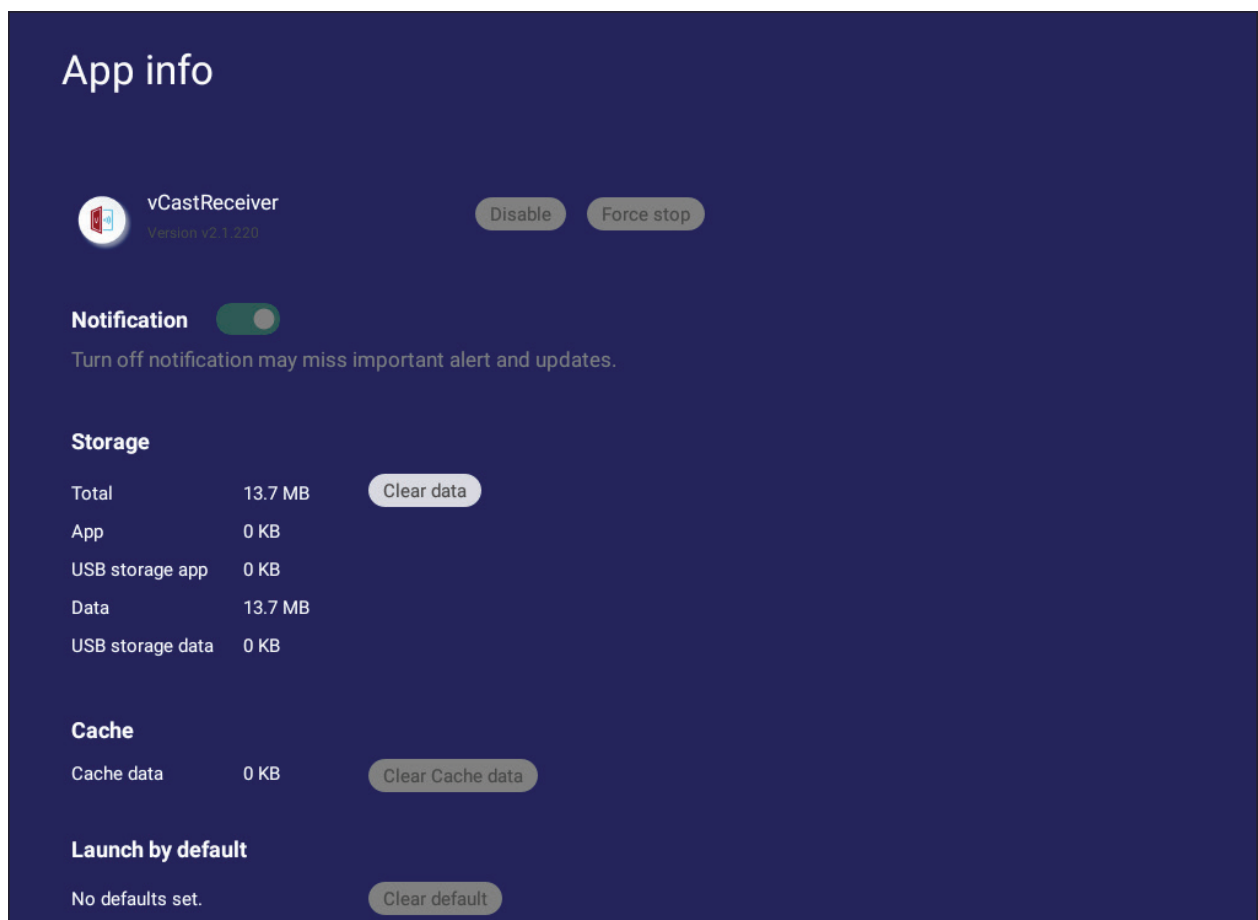 App info
vCastReceiver
Version v2.1.220
Disable
Force stop
Notification
Turn off notification may miss important alert and updates.
Storage
Total 13.7 MB Clear data
App 0 KB
USB storage app 0 KB
Data 13.7 MB
USB storage data 0 KB
Cache
Cache data 0 KB Clear Cache data
Launch by default
No defaults set. Clear default